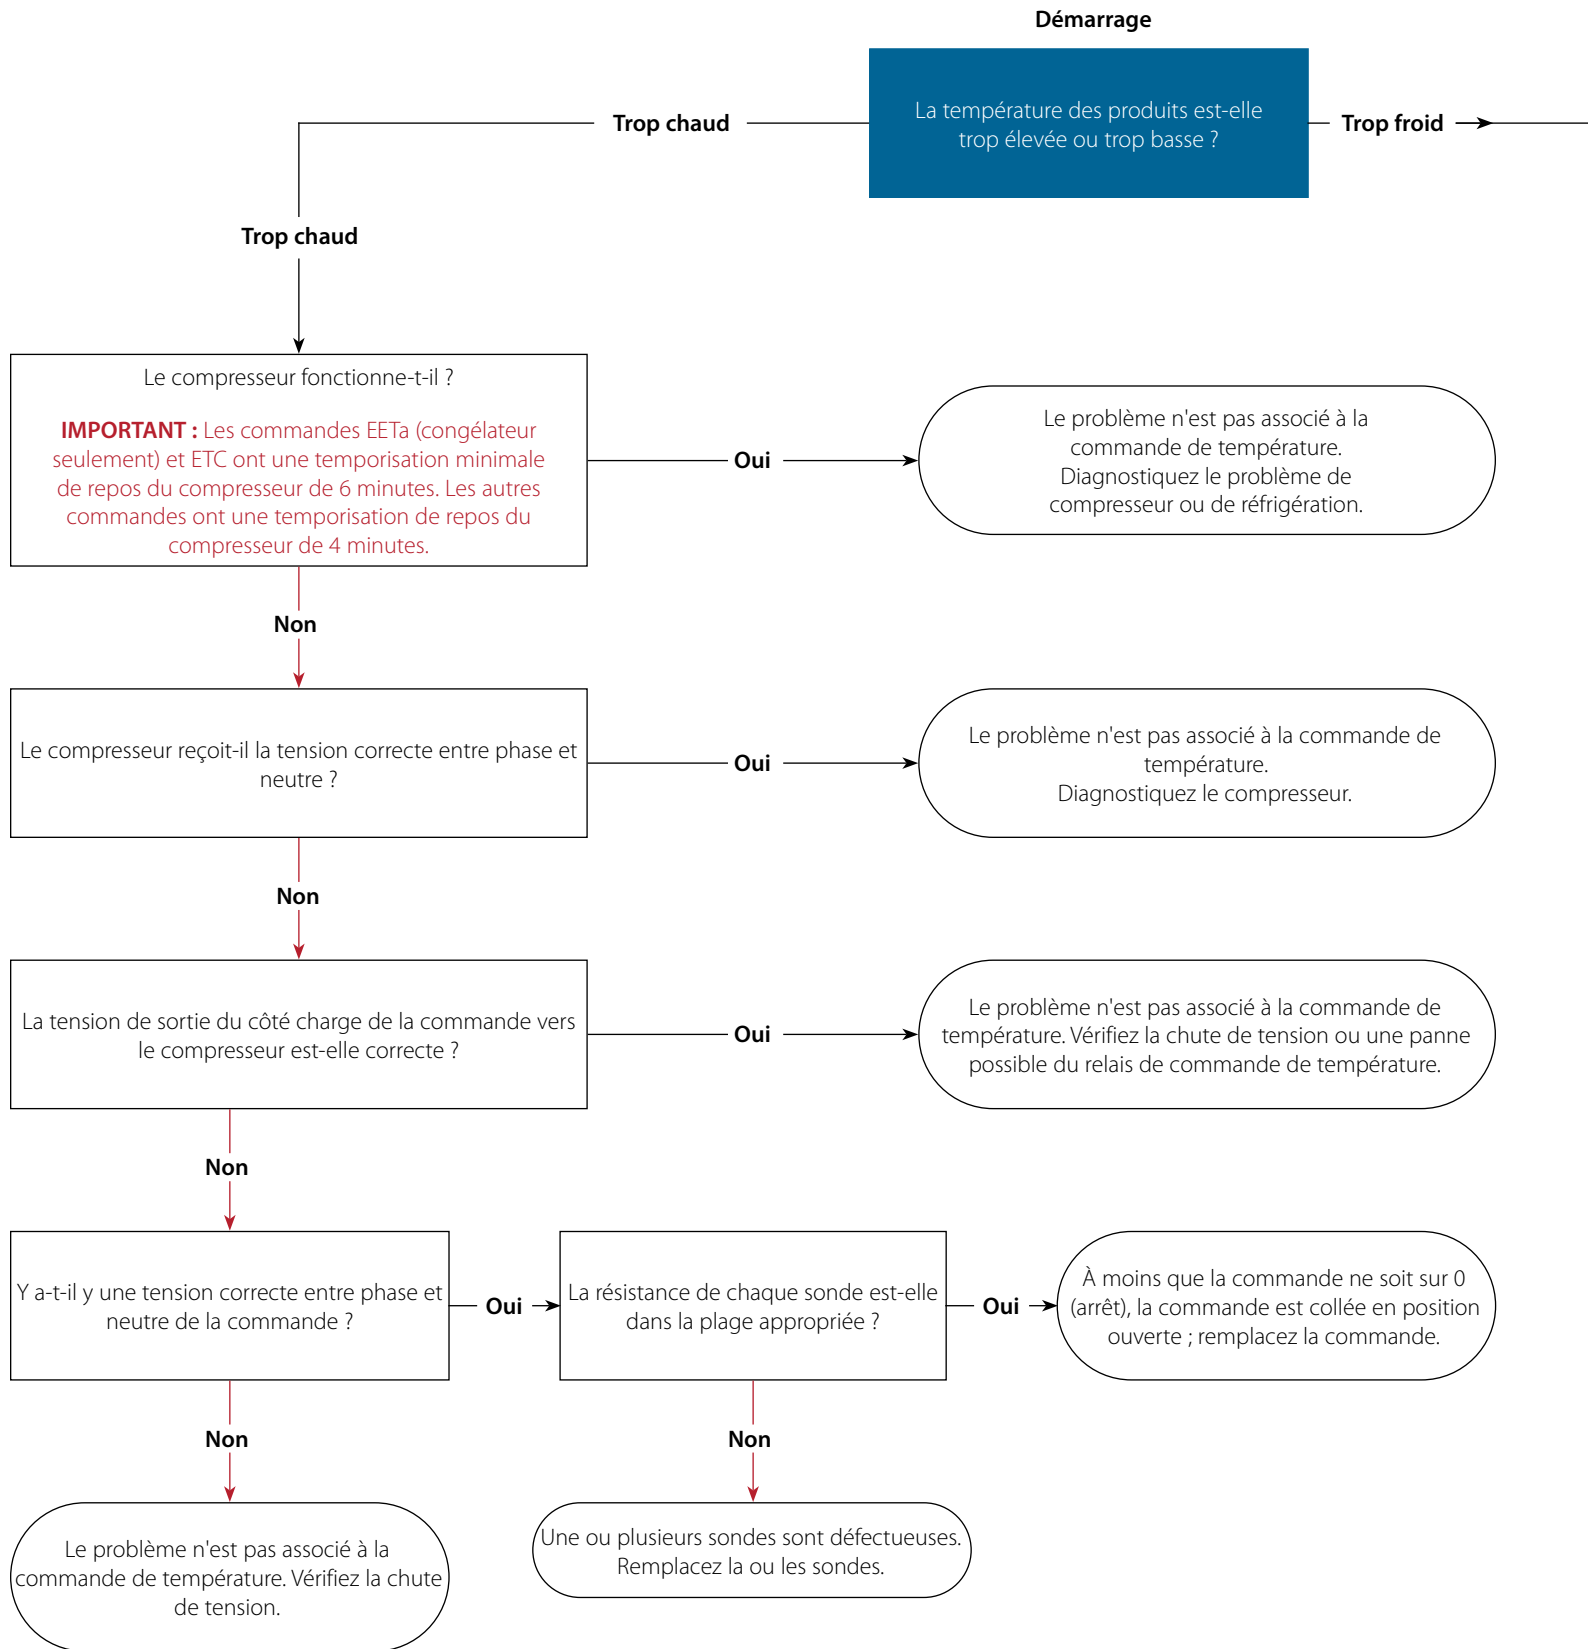 Démarrage
La température des produits est-elle
trop élevée ou trop basse ?
Trop chaud
Trop froid
Trop chaud
Le compresseur fonctionne-t-il ?
IMPORTANT : Les commandes EETa (congélateur
seulement) et ETC ont une temporisation minimale
de repos du compresseur de 6 minutes. Les autres
commandes ont une temporisation de repos du
compresseur de 4 minutes.
Oui
Le problème n'est pas associé à la
commande de température.
Diagnostiquez le problème de
compresseur ou de réfrigération.
Non
Le compresseur reçoit-il la tension correcte entre phase et
neutre ?
Oui
Le problème n'est pas associé à la commande de
température.
Diagnostiquez le compresseur.
Non
La tension de sortie du côté charge de la commande vers
le compresseur est-elle correcte ?
Oui
Le problème n'est pas associé à la commande de
température. Vérifiez la chute de tension ou une panne
possible du relais de commande de température.
Non
Y a-t-il y une tension correcte entre phase et
neutre de la commande ?
Oui
La résistance de chaque sonde est-elle
dans la plage appropriée ?
Oui
À moins que la commande ne soit sur 0
(arrêt), la commande est collée en position
ouverte ; remplacez la commande.
Non
Non
Le problème n'est pas associé à la
commande de température. Vérifiez la chute
de tension.
Une ou plusieurs sondes sont défectueuses.
Remplacez la ou les sondes.